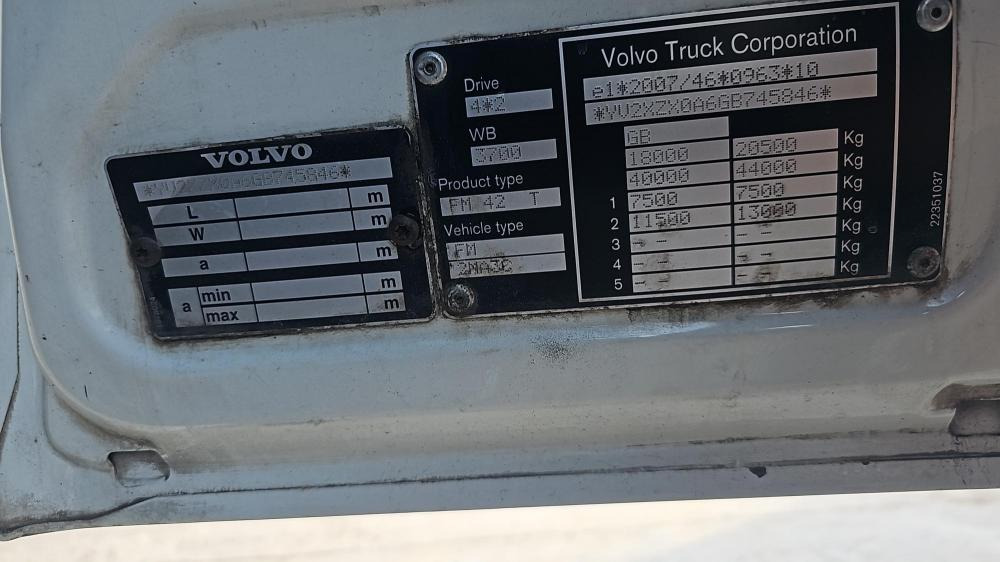 VOLVO
L m
W m
a m
a min m
max m
Drive
4*2
WB
3700
Product type
FM 42 T
Vehicle type
FM
2NA3C
Volvo Truck Corporation
e1*2007/46*0963*10
*YV2XZX0A6GB745846*
GB
18000 20500 Kg
40000 44000 Kg
1 7500 7500 Kg
2 11500 13000 Kg
3 - - - - Kg
4 - - - - Kg
5 - - - - Kg
22351037